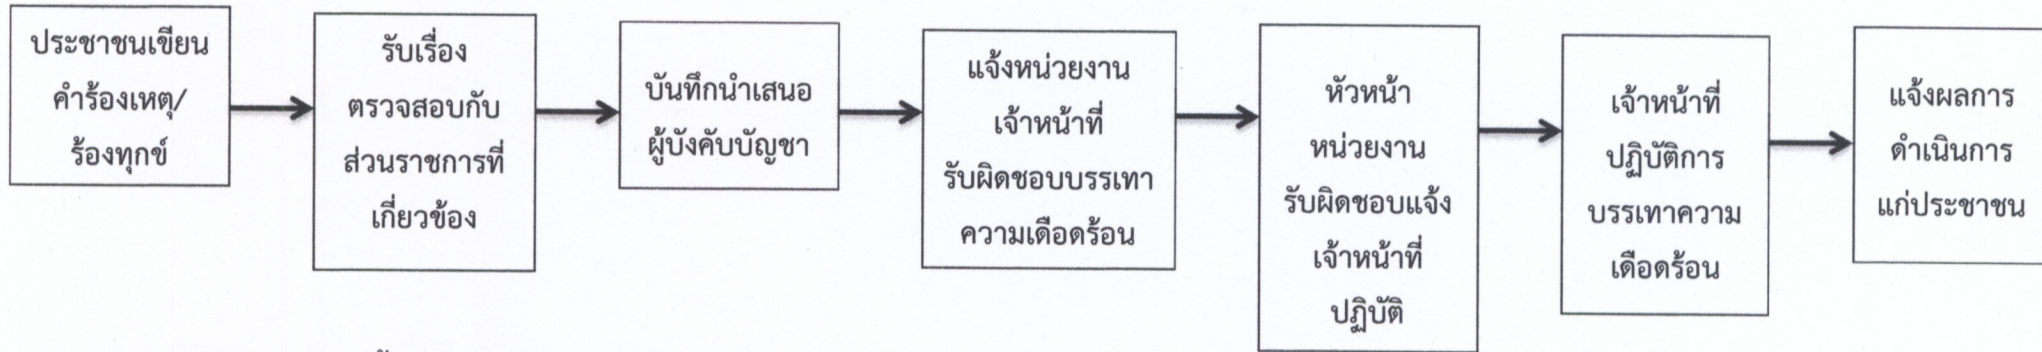 ประชาชนเขียน
คำร้องเหตุ/
ร้องทุกข์
รับเรื่อง
ตรวจสอบกับ
ส่วนราชการที่
เกี่ยวข้อง
บันทึกนำเสนอ
ผู้บังคับบัญชา
แจ้งหน่วยงาน
เจ้าหน้าที่
รับผิดชอบบรรเทา
ความเดือดร้อน
หัวหน้า
หน่วยงาน
รับผิดชอบแจ้ง
เจ้าหน้าที่
ปฏิบัติ
เจ้าหน้าที่
ปฏิบัติการ
บรรเทาความ
เดือดร้อน
แจ้งผลการ
ดำเนินการ
แก่ประชาชน